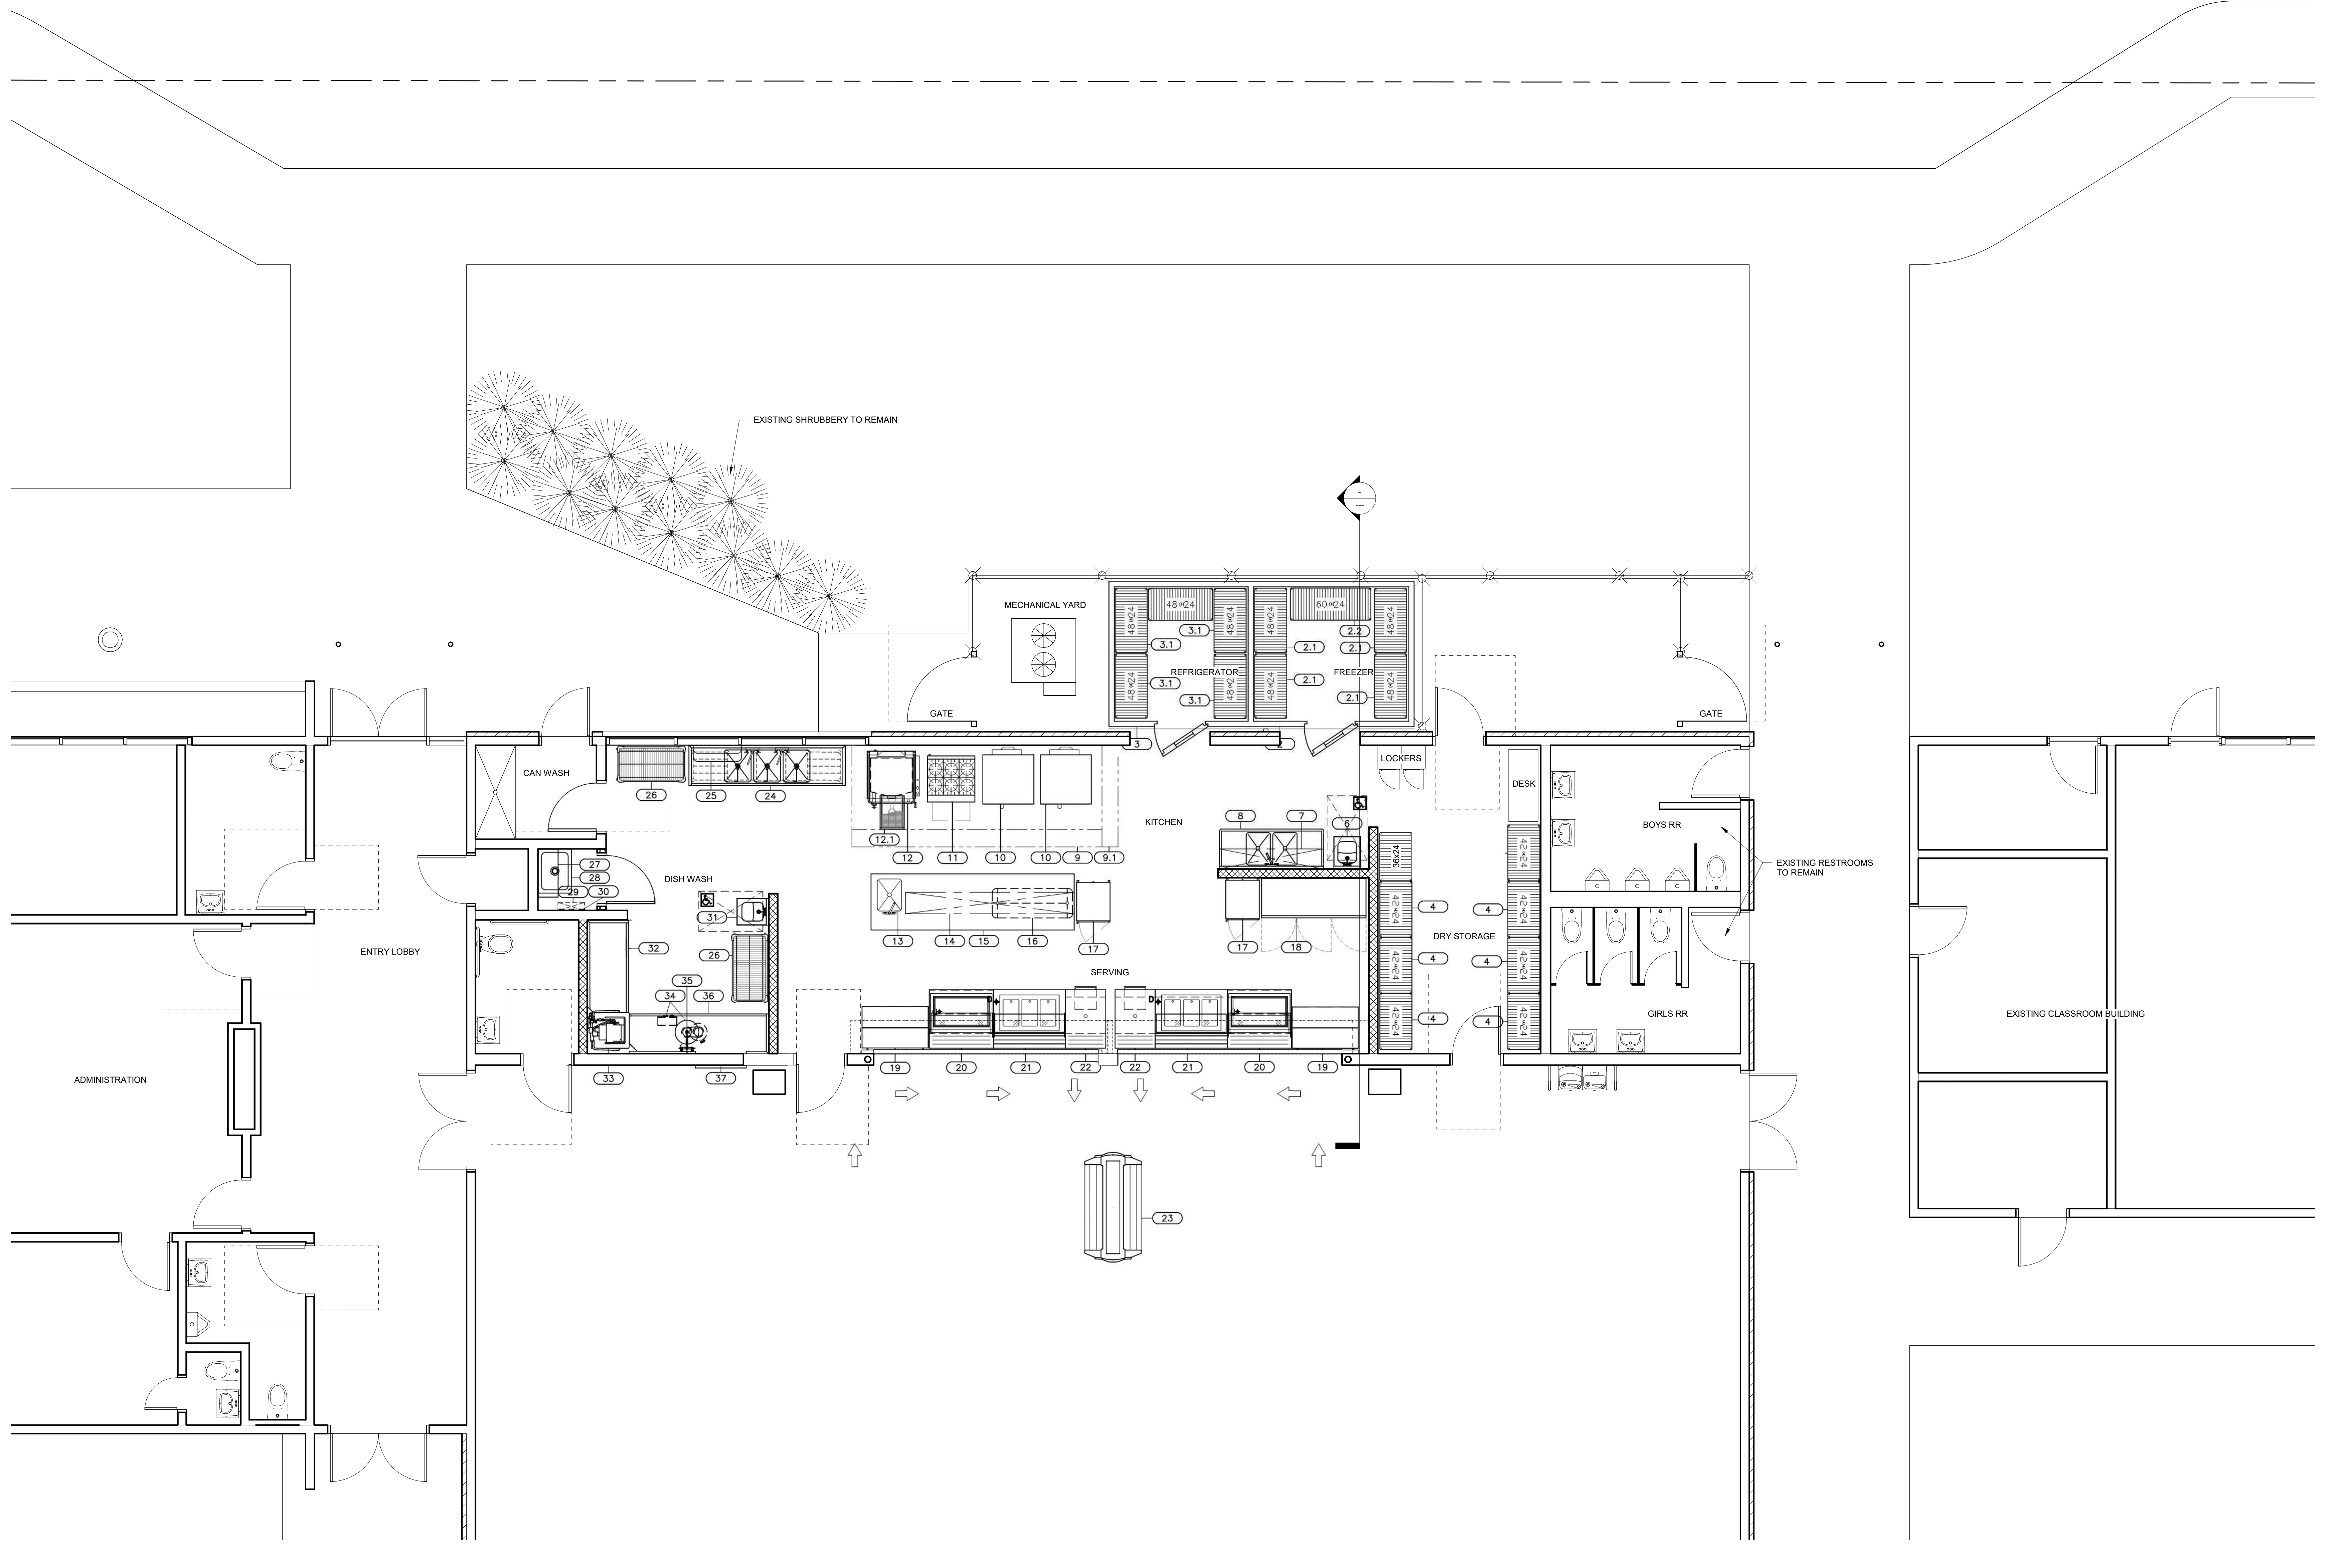 EXISTING SHRUBBERY TO REMAIN
-
---
MECHANICAL YARD
48x24
48x24
48x24
48x24
60x24
48x24
3.1
3.1
2.2
2.1
2.1
REFRIGERATOR
FREEZER
48x24
48x24
48x24
48x24
3.1
3.1
2.1
2.1
GATE
GATE
3
2
CAN WASH
LOCKERS
DESK
26
25
24
KITCHEN
8
7
6
BOYS RR
12.1
12
11
10
10
9
9.1
36x24
42x24
EXISTING RESTROOMS
TO REMAIN
27
28
29
30
DISH WASH
31
13
14
15
16
17
17
18
4
4
42x24
42x24
DRY STORAGE
ENTRY LOBBY
32
26
4
4
42x24
42x24
SERVING
35
34
36
4
4
42x24
42x24
D
D
GIRLS RR
EXISTING CLASSROOM BUILDING
33
37
19
20
21
22
22
21
20
19
ADMINISTRATION
23